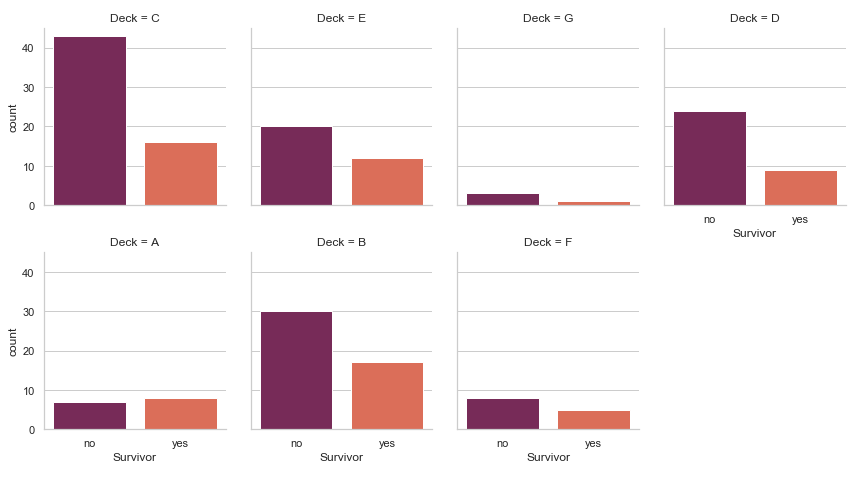 Deck = C
Deck = E
Deck = G
Deck = D
40
30
20
10
0
count
no yes
Survivor
Deck = A
Deck = B
Deck = F
40
30
20
10
0
count
no yes
Survivor
no yes
Survivor
no yes
Survivor